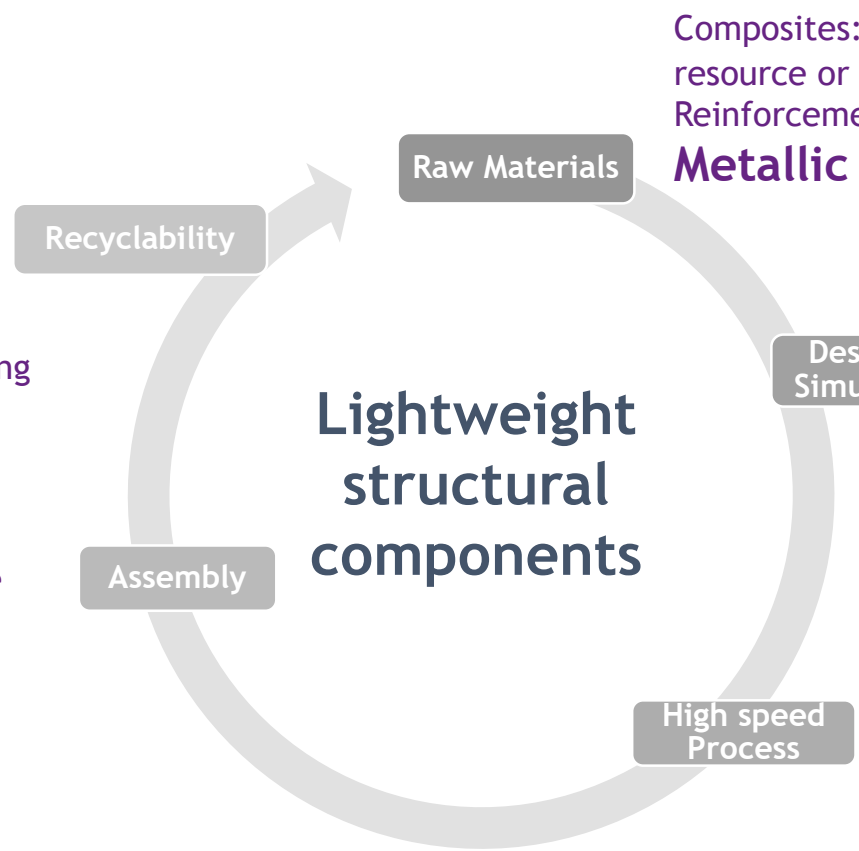 Composites:
resource or
Metallic
Raw Materials
Recyclability
Lightweight
structural
components
Assembly
High speed
Process